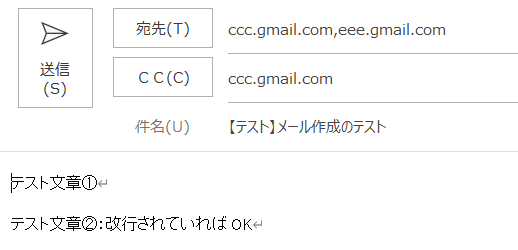 送信
(S)
宛先(T)
ccc.gmail.com,eee.gmail.com
ＣＣ(C)
ccc.gmail.com
件名(U)
【テスト】メール作成のテスト
テスト文章①↵
テスト文章②：改行されていれば OK↵